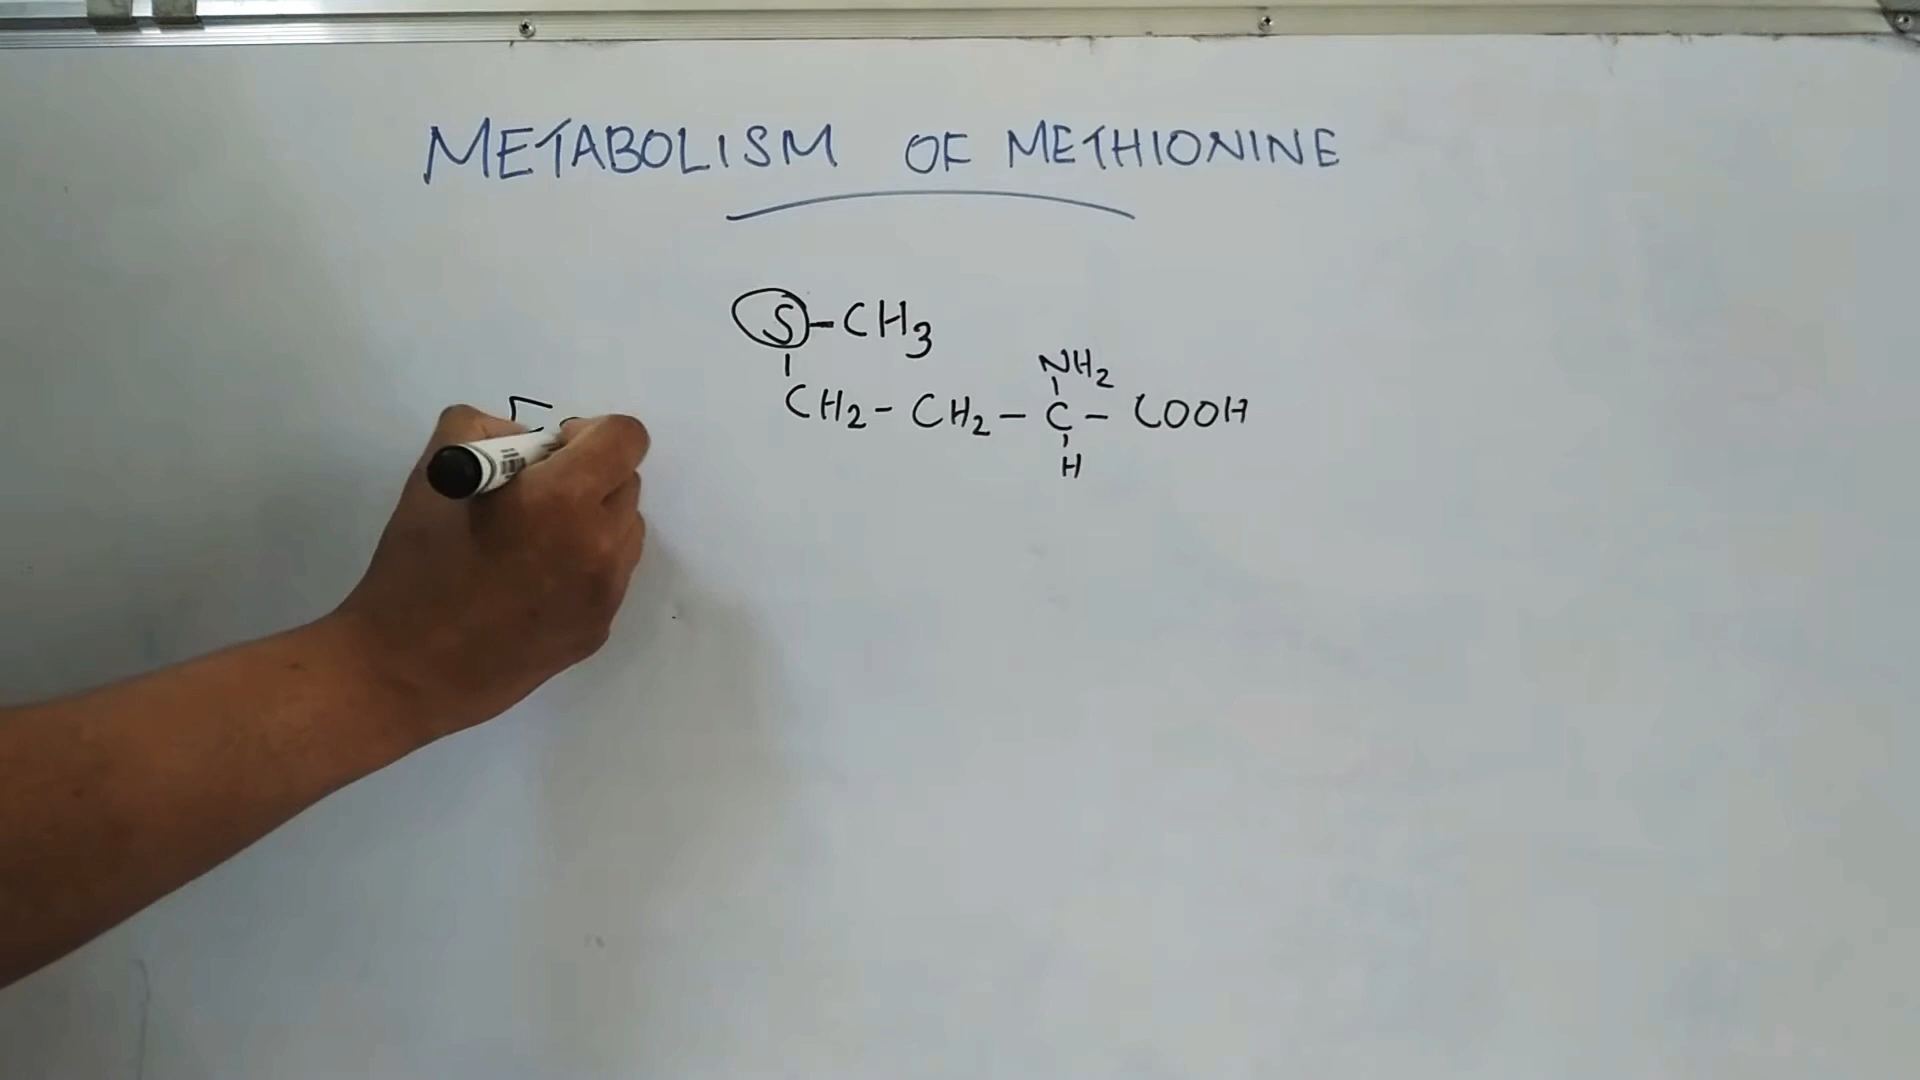 METABOLISM OF METHIONINE
S-CH3
NH2
CH2-CH2-C-COOH
H